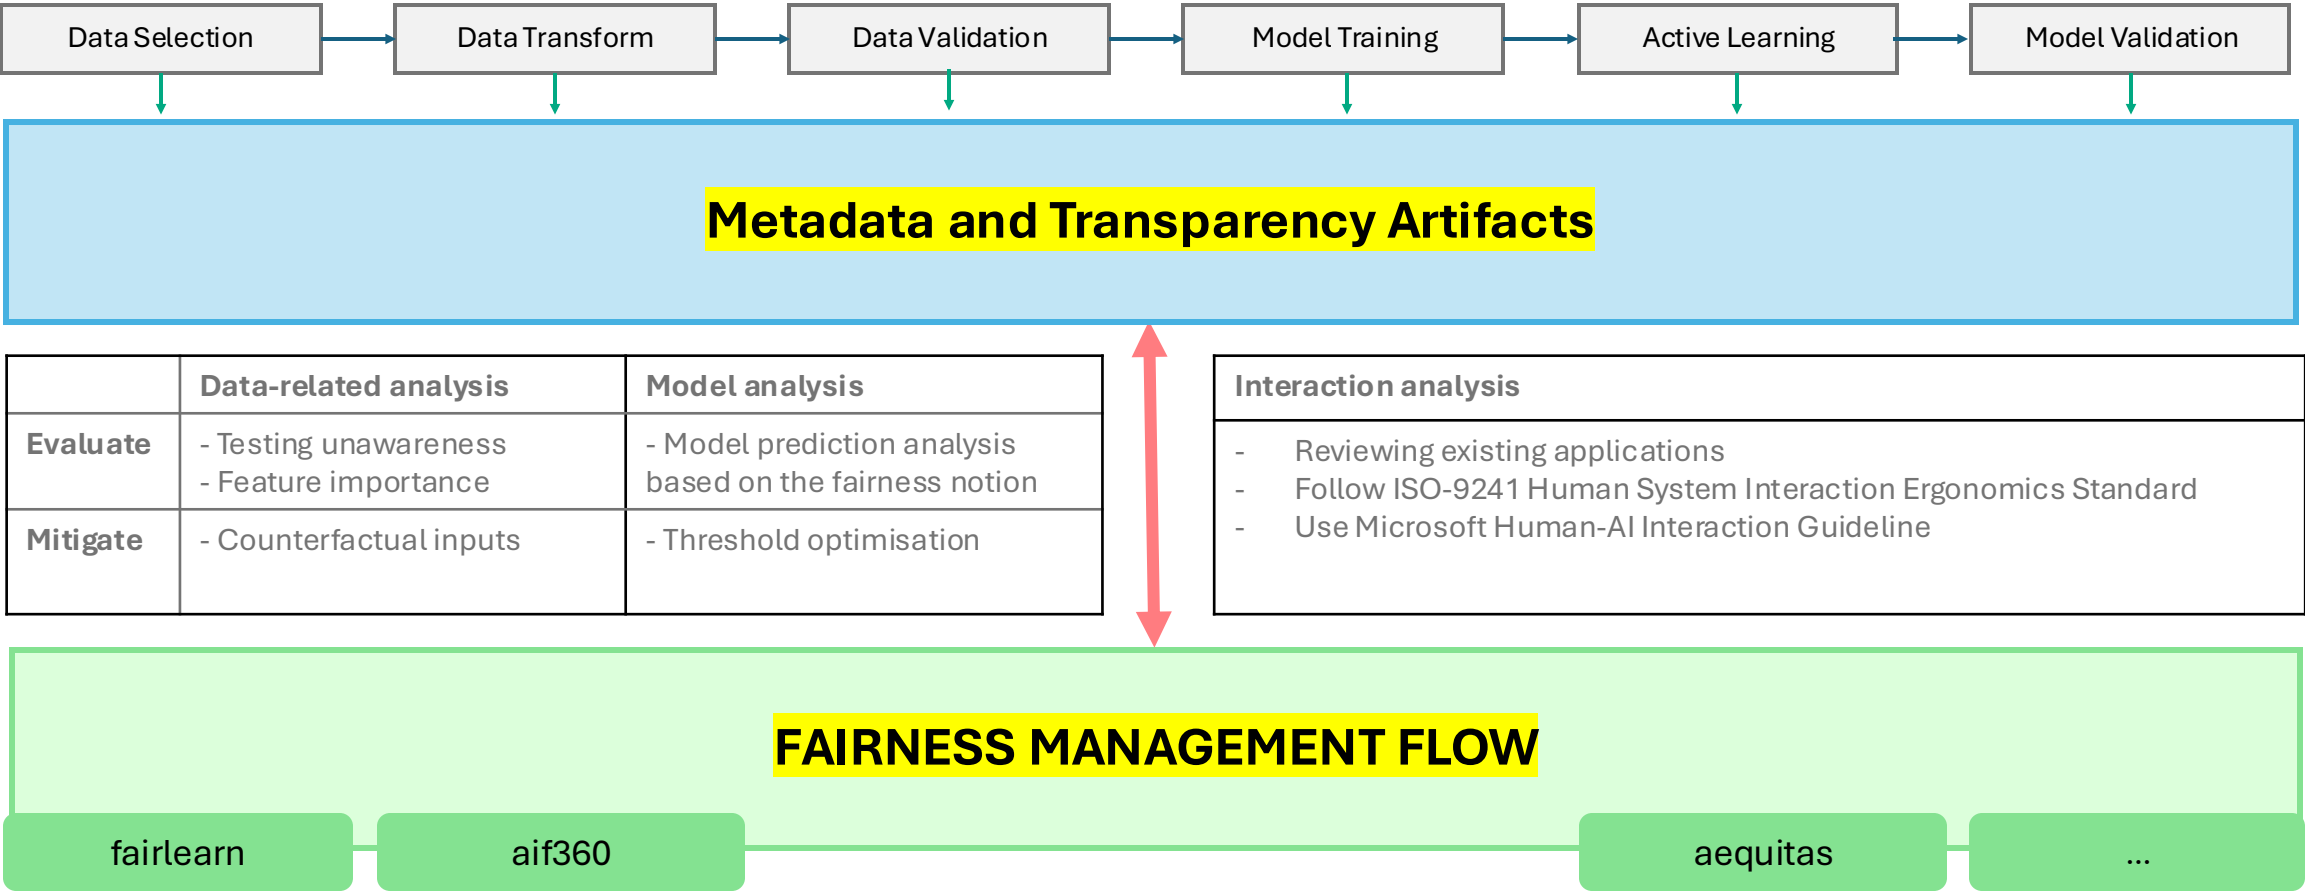 Data Selection
Data Transform
Data Validation
Model Training
Active Learning
Model Validation
Metadata and Transparency Artifacts
Data-related analysis
Model analysis
Evaluate
- Testing unawareness
- Feature importance
- Model prediction analysis
based on the fairness notion
Mitigate
- Counterfactual inputs
- Threshold optimisation
Interaction analysis
- Reviewing existing applications
- Follow ISO-9241 Human System Interaction Ergonomics Standard
- Use Microsoft Human-AI Interaction Guideline
FAIRNESS MANAGEMENT FLOW
fairlearn
aif360
aequitas
...